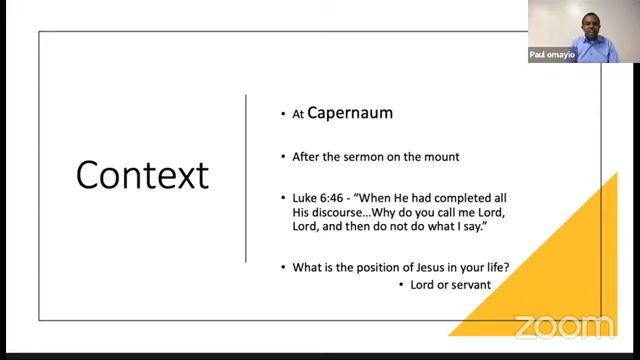 Paul omayio
Context
• At Capernaum
• After the sermon on the mount
• Luke 6:46 - “When He had completed all
His discourse...Why do you call me Lord,
Lord, and then do not do what I say.”
• What is the position of Jesus in your life?
• Lord or servant
zoom